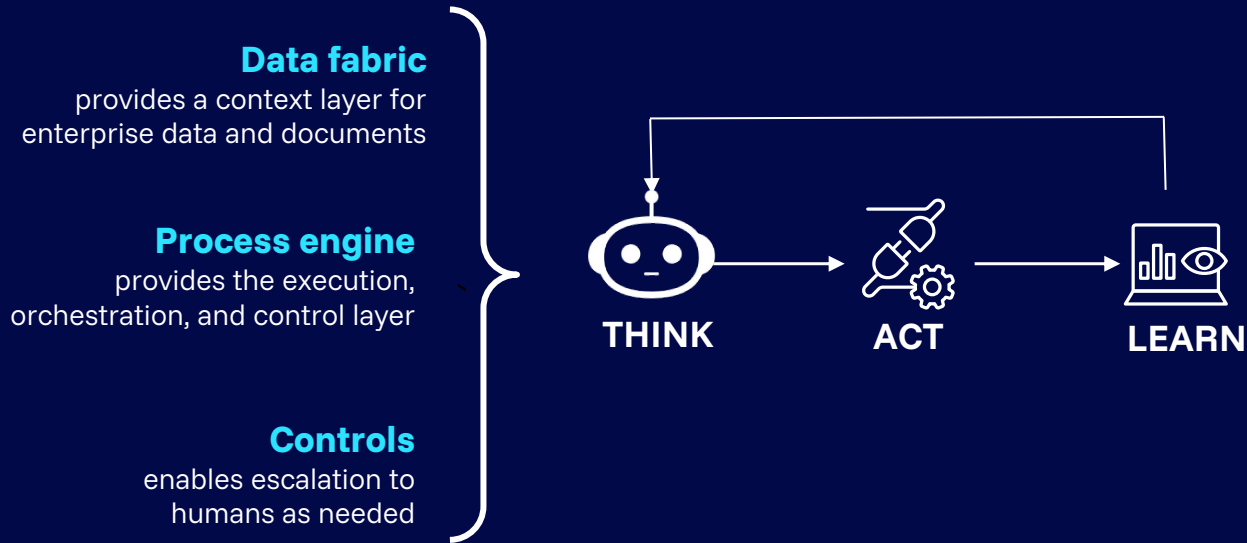 Data fabric
provides a context layer for
enterprise data and documents
Process engine
provides the execution,
orchestration, and control layer
Controls
enables escalation to
humans as needed
THINK
ACT
LEARN